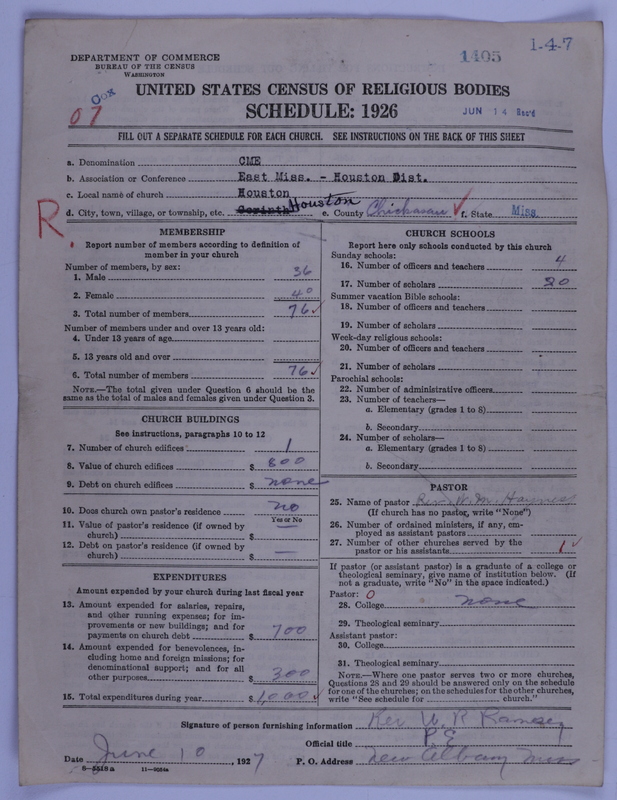 DEPARTMENT OF COMMERCE
BUREAU OF THE CENSUS
WASHINGTON
1405
1-4-7
Cox
07
UNITED STATES CENSUS OF RELIGIOUS BODIES
SCHEDULE: 1926
JUN 14 Rec'd
FILL OUT A SEPARATE SCHEDULE FOR EACH CHURCH. SEE INSTRUCTIONS ON THE BACK OF THIS SHEET
a. Denomination CME
b. Association or Conference East Miss. - Houston Dist.
c. Local name of church Houston
d. City, town, village, or township, etc. Corinth Houston e. County Chickasaw ✓ f. State Miss.
R
MEMBERSHIP
Report number of members according to definition of
member in your church
Number of members, by sex:
1. Male 36
2. Female 40
3. Total number of members 76 ✓
Number of members under and over 13 years old:
4. Under 13 years of age
5. 13 years old and over
6. Total number of members 76 ✓
NOTE.—The total given under Question 6 should be the
same as the total of males and females given under Question 3.
CHURCH BUILDINGS
See instructions, paragraphs 10 to 12
7. Number of church edifices 1
8. Value of church edifices $ 800
9. Debt on church edifices $ none
10. Does church own pastor's residence no
Yes or No
11. Value of pastor's residence (if owned by
church) $ —
12. Debt on pastor's residence (if owned by
church) $ —
EXPENDITURES
Amount expended by your church during last fiscal year
13. Amount expended for salaries, repairs,
and other running expenses; for im-
provements or new buildings; and for
payments on church debt $ 700
14. Amount expended for benevolences, in-
cluding home and foreign missions; for
denominational support; and for all
other purposes $ 300
15. Total expenditures during year $ 1,000 ✓
CHURCH SCHOOLS
Report here only schools conducted by this church
Sunday schools:
16. Number of officers and teachers 4
17. Number of scholars 20
Summer vacation Bible schools:
18. Number of officers and teachers
19. Number of scholars
Week-day religious schools:
20. Number of officers and teachers
21. Number of scholars
Parochial schools:
22. Number of administrative officers
23. Number of teachers—
a. Elementary (grades 1 to 8)
b. Secondary
24. Number of scholars—
a. Elementary (grades 1 to 8)
b. Secondary
PASTOR
25. Name of pastor Rev. W. M. Haynes
(If church has no pastor, write "None")
26. Number of ordained ministers, if any, em-
ployed as assistant pastors
27. Number of other churches served by the
pastor or his assistants 1 ✓
If pastor (or assistant pastor) is a graduate of a college or
theological seminary, give name of institution below. (If
not a graduate, write "No" in the space indicated.)
Pastor: 0
28. College none
29. Theological seminary
Assistant pastor:
30. College
31. Theological seminary
NOTE.—Where one pastor serves two or more churches,
Questions 28 and 29 should be answered only on the schedule
for one of the churches; on the schedules for the other churches,
write "See schedule for church."
Signature of person furnishing information Rev W. R Ramsey
Official title P. E
Date June 10, 1927 P. O. Address New Albany Miss
8-5518a 11-9054a